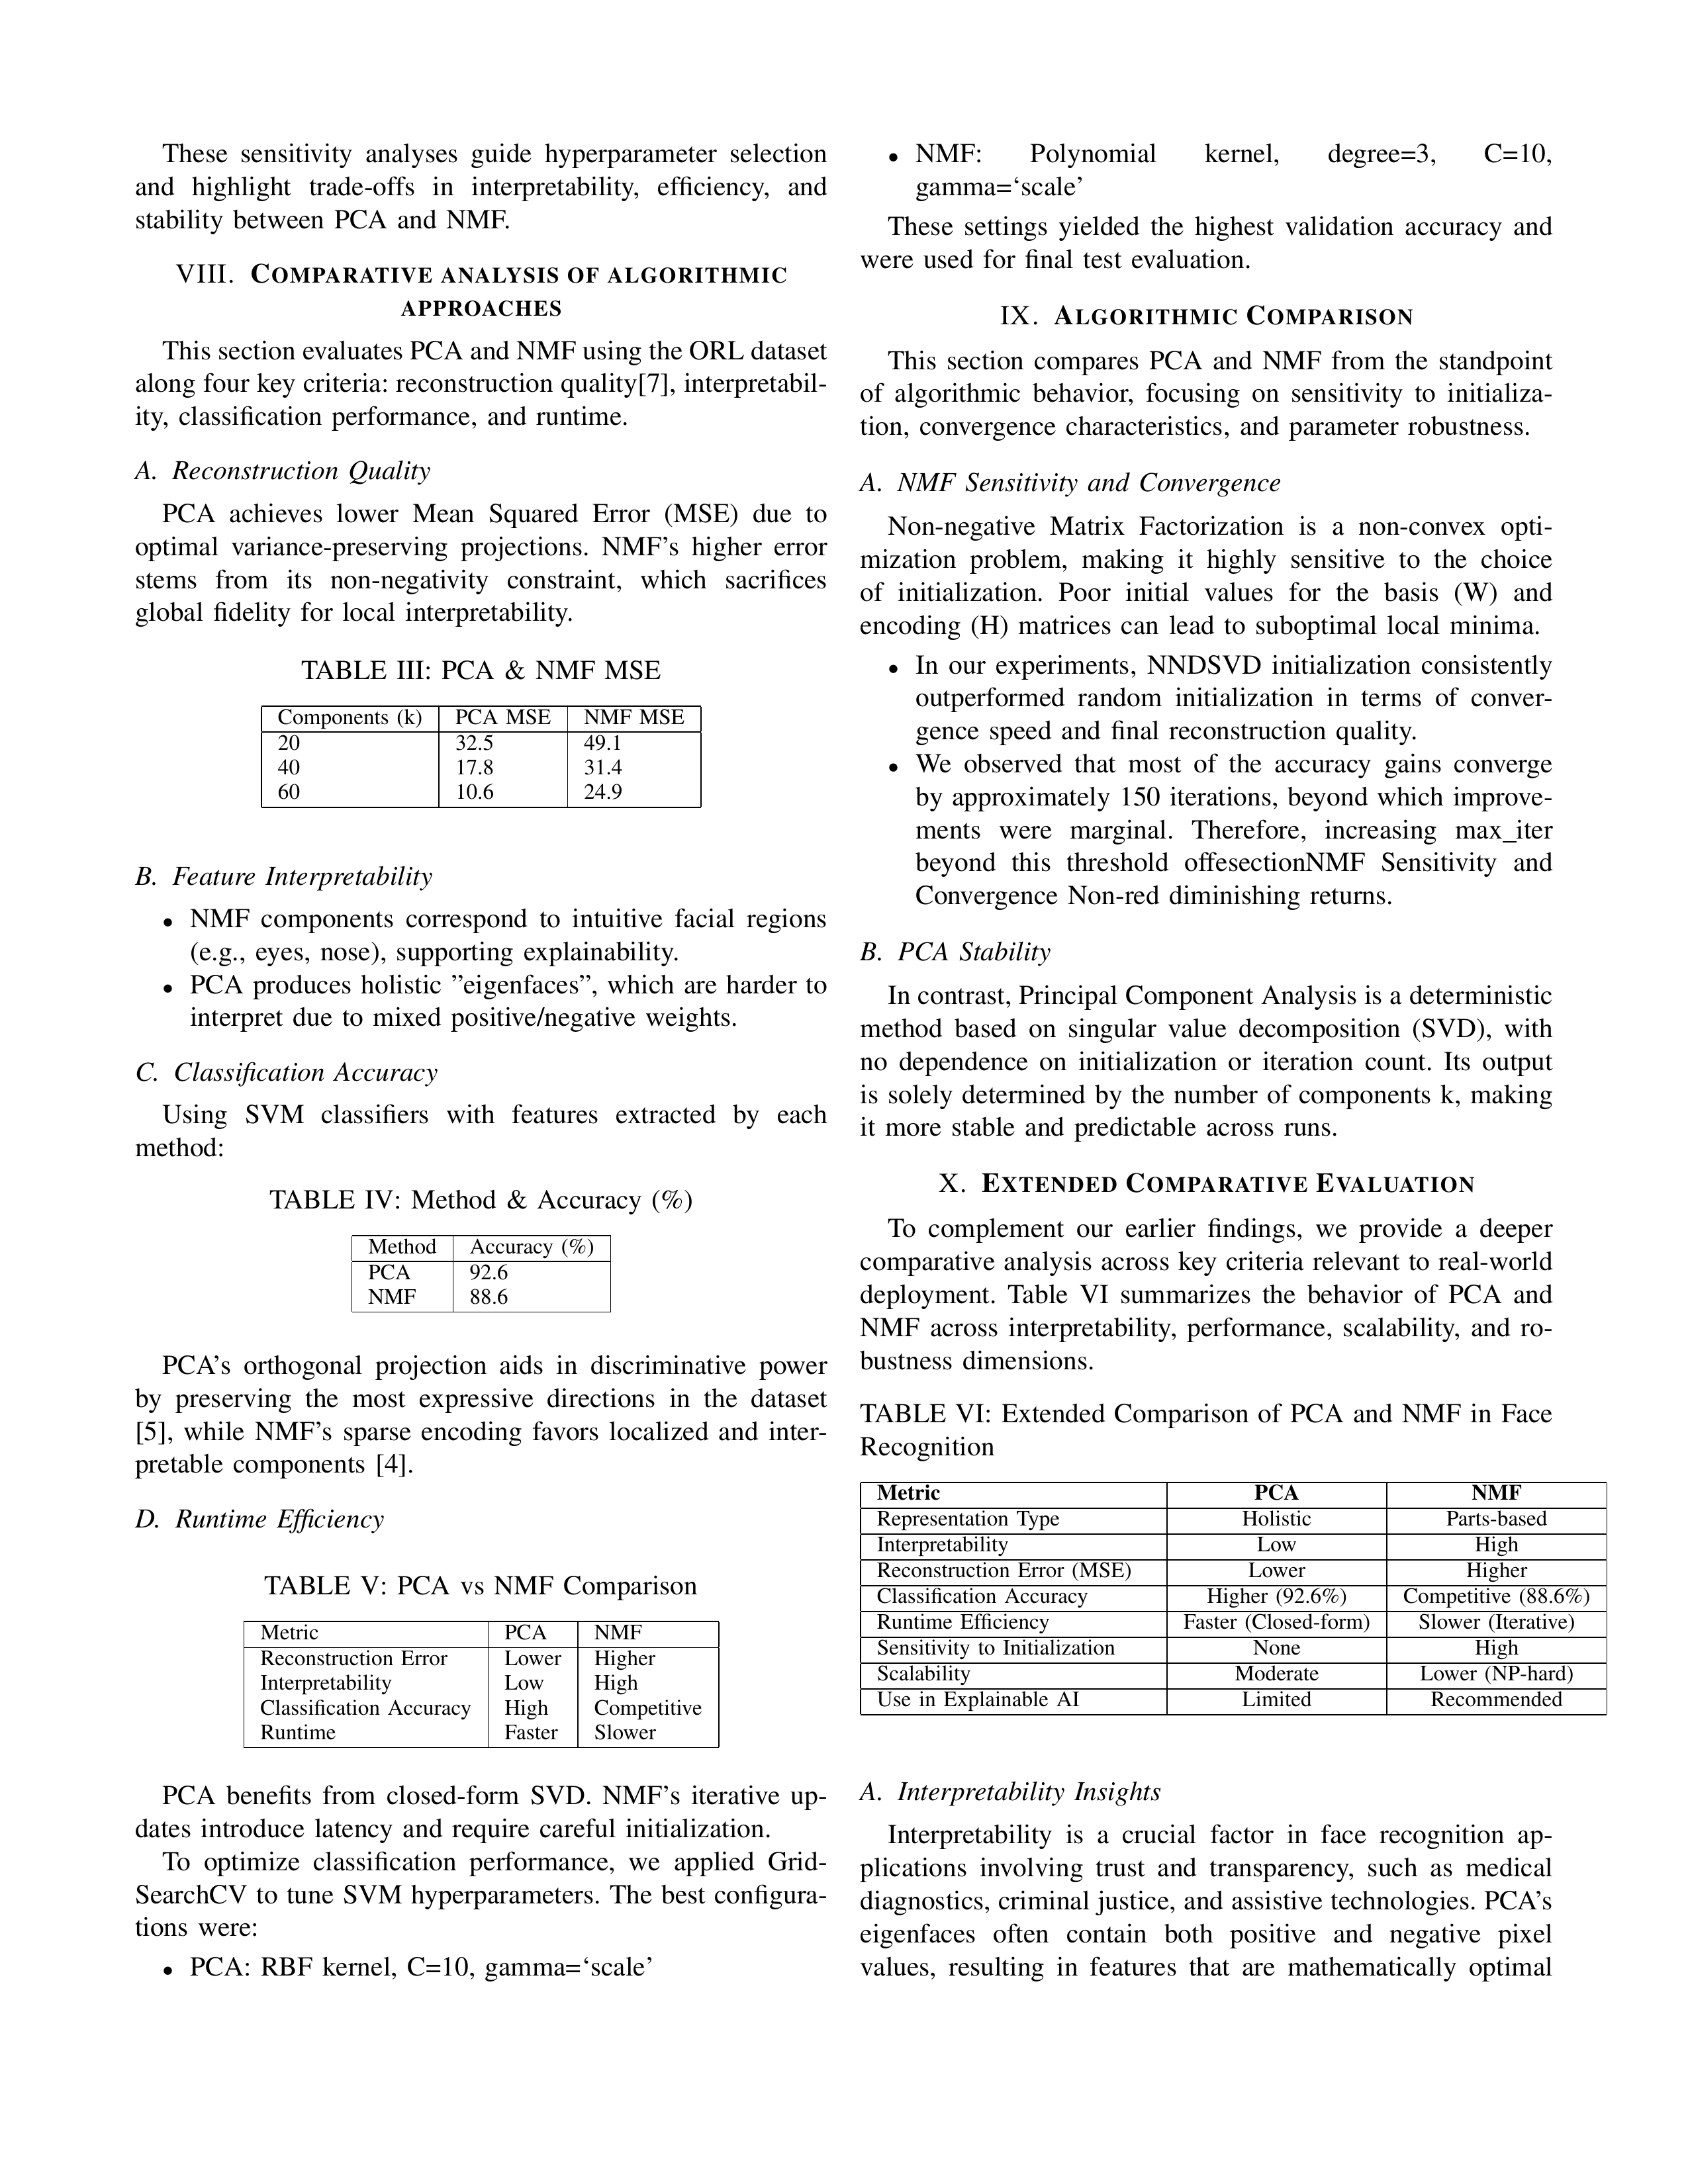 These sensitivity analyses guide hyperparameter selection
and highlight trade-offs in interpretability, efficiency, and
stability between PCA and NMF.
VIII. COMPARATIVE ANALYSIS OF ALGORITHMIC
APPROACHES
This section evaluates PCA and NMF using the ORL dataset
along four key criteria: reconstruction quality[7], interpretabil-
ity, classification performance, and runtime.
A. Reconstruction Quality
PCA achieves lower Mean Squared Error (MSE) due to
optimal variance-preserving projections. NMF's higher error
stems from its non-negativity constraint, which sacrifices
global fidelity for local interpretability.
TABLE III: PCA & NMF MSE
Components (k) PCA MSE NMF MSE
20 32.5 49.1
40 17.8 31.4
60 10.6 24.9
B. Feature Interpretability
• NMF components correspond to intuitive facial regions
(e.g., eyes, nose), supporting explainability.
• PCA produces holistic ”eigenfaces”, which are harder to
interpret due to mixed positive/negative weights.
C. Classification Accuracy
Using SVM classifiers with features extracted by each
method:
TABLE IV: Method & Accuracy (%)
Method Accuracy (%)
PCA 92.6
NMF 88.6
PCA's orthogonal projection aids in discriminative power
by preserving the most expressive directions in the dataset
[5], while NMF's sparse encoding favors localized and inter-
pretable components [4].
D. Runtime Efficiency
TABLE V: PCA vs NMF Comparison
Metric PCA NMF
Reconstruction Error Lower Higher
Interpretability Low High
Classification Accuracy High Competitive
Runtime Faster Slower
PCA benefits from closed-form SVD. NMF's iterative up-
dates introduce latency and require careful initialization.
To optimize classification performance, we applied Grid-
SearchCV to tune SVM hyperparameters. The best configura-
tions were:
• PCA: RBF kernel, C=10, gamma=‘scale’
• NMF: Polynomial kernel, degree=3, C=10,
gamma=‘scale’
These settings yielded the highest validation accuracy and
were used for final test evaluation.
IX. ALGORITHMIC COMPARISON
This section compares PCA and NMF from the standpoint
of algorithmic behavior, focusing on sensitivity to initializa-
tion, convergence characteristics, and parameter robustness.
A. NMF Sensitivity and Convergence
Non-negative Matrix Factorization is a non-convex opti-
mization problem, making it highly sensitive to the choice
of initialization. Poor initial values for the basis (W) and
encoding (H) matrices can lead to suboptimal local minima.
• In our experiments, NNDSVD initialization consistently
outperformed random initialization in terms of conver-
gence speed and final reconstruction quality.
• We observed that most of the accuracy gains converge
by approximately 150 iterations, beyond which improve-
ments were marginal. Therefore, increasing max_iter
beyond this threshold offesectionNMF Sensitivity and
Convergence Non-red diminishing returns.
B. PCA Stability
In contrast, Principal Component Analysis is a deterministic
method based on singular value decomposition (SVD), with
no dependence on initialization or iteration count. Its output
is solely determined by the number of components k, making
it more stable and predictable across runs.
X. EXTENDED COMPARATIVE EVALUATION
To complement our earlier findings, we provide a deeper
comparative analysis across key criteria relevant to real-world
deployment. Table VI summarizes the behavior of PCA and
NMF across interpretability, performance, scalability, and ro-
bustness dimensions.
TABLE VI: Extended Comparison of PCA and NMF in Face
Recognition
Metric PCA NMF
Representation Type Holistic Parts-based
Interpretability Low High
Reconstruction Error (MSE) Lower Higher
Classification Accuracy Higher (92.6%) Competitive (88.6%)
Runtime Efficiency Faster (Closed-form) Slower (Iterative)
Sensitivity to Initialization None High
Scalability Moderate Lower (NP-hard)
Use in Explainable AI Limited Recommended
A. Interpretability Insights
Interpretability is a crucial factor in face recognition ap-
plications involving trust and transparency, such as medical
diagnostics, criminal justice, and assistive technologies. PCA's
eigenfaces often contain both positive and negative pixel
values, resulting in features that are mathematically optimal